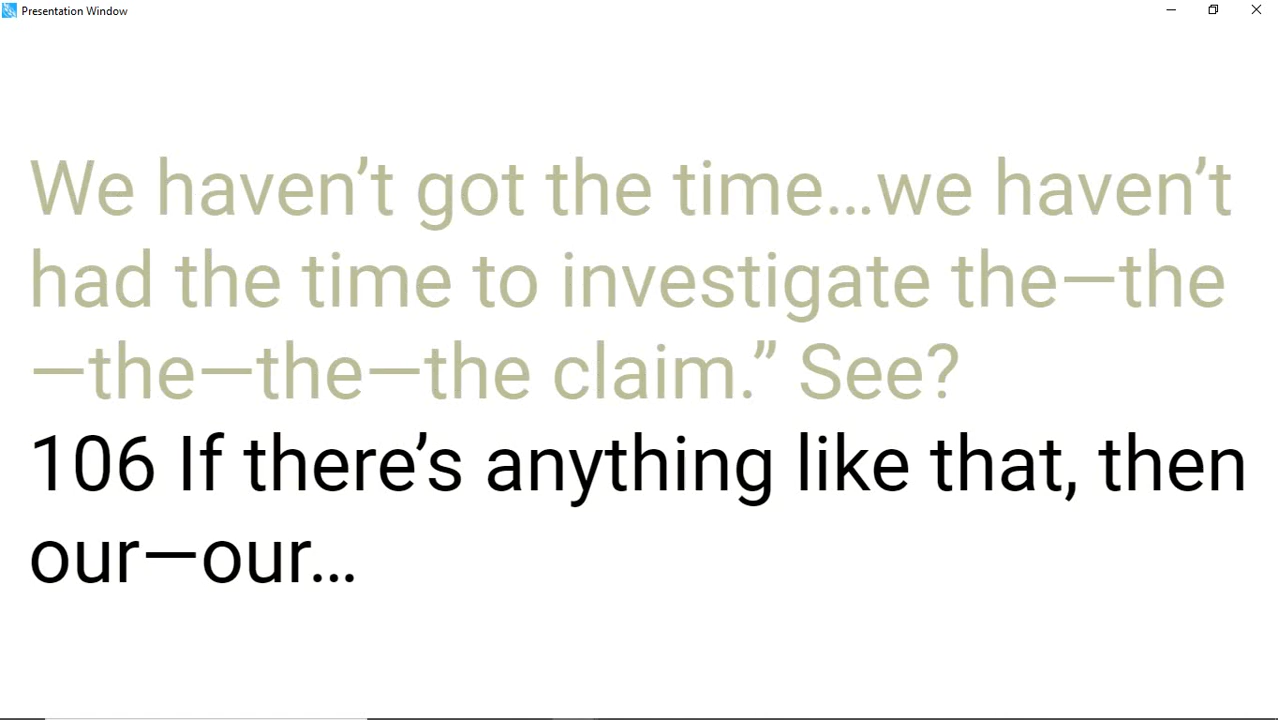 Presentation Window
We haven’t got the time…we haven’t
had the time to investigate the—the
—the—the—the claim.” See?
106 If there’s anything like that, then
our—our…